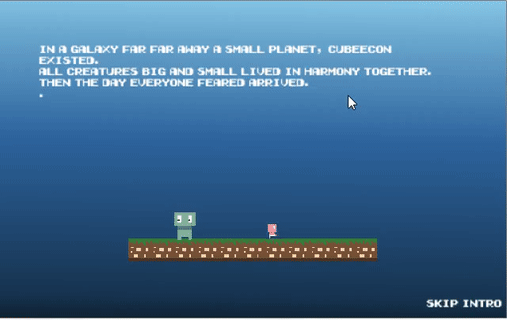 IN A GALAXY FAR FAR AWAY A SMALL PLANET, CUBEECON
EXISTED.
ALL CREATURES BIG AND SMALL LIVED IN HARMONY TOGETHER.
THEN THE DAY EVERYONE FEARED ARRIVED.
.
SKIP INTRO